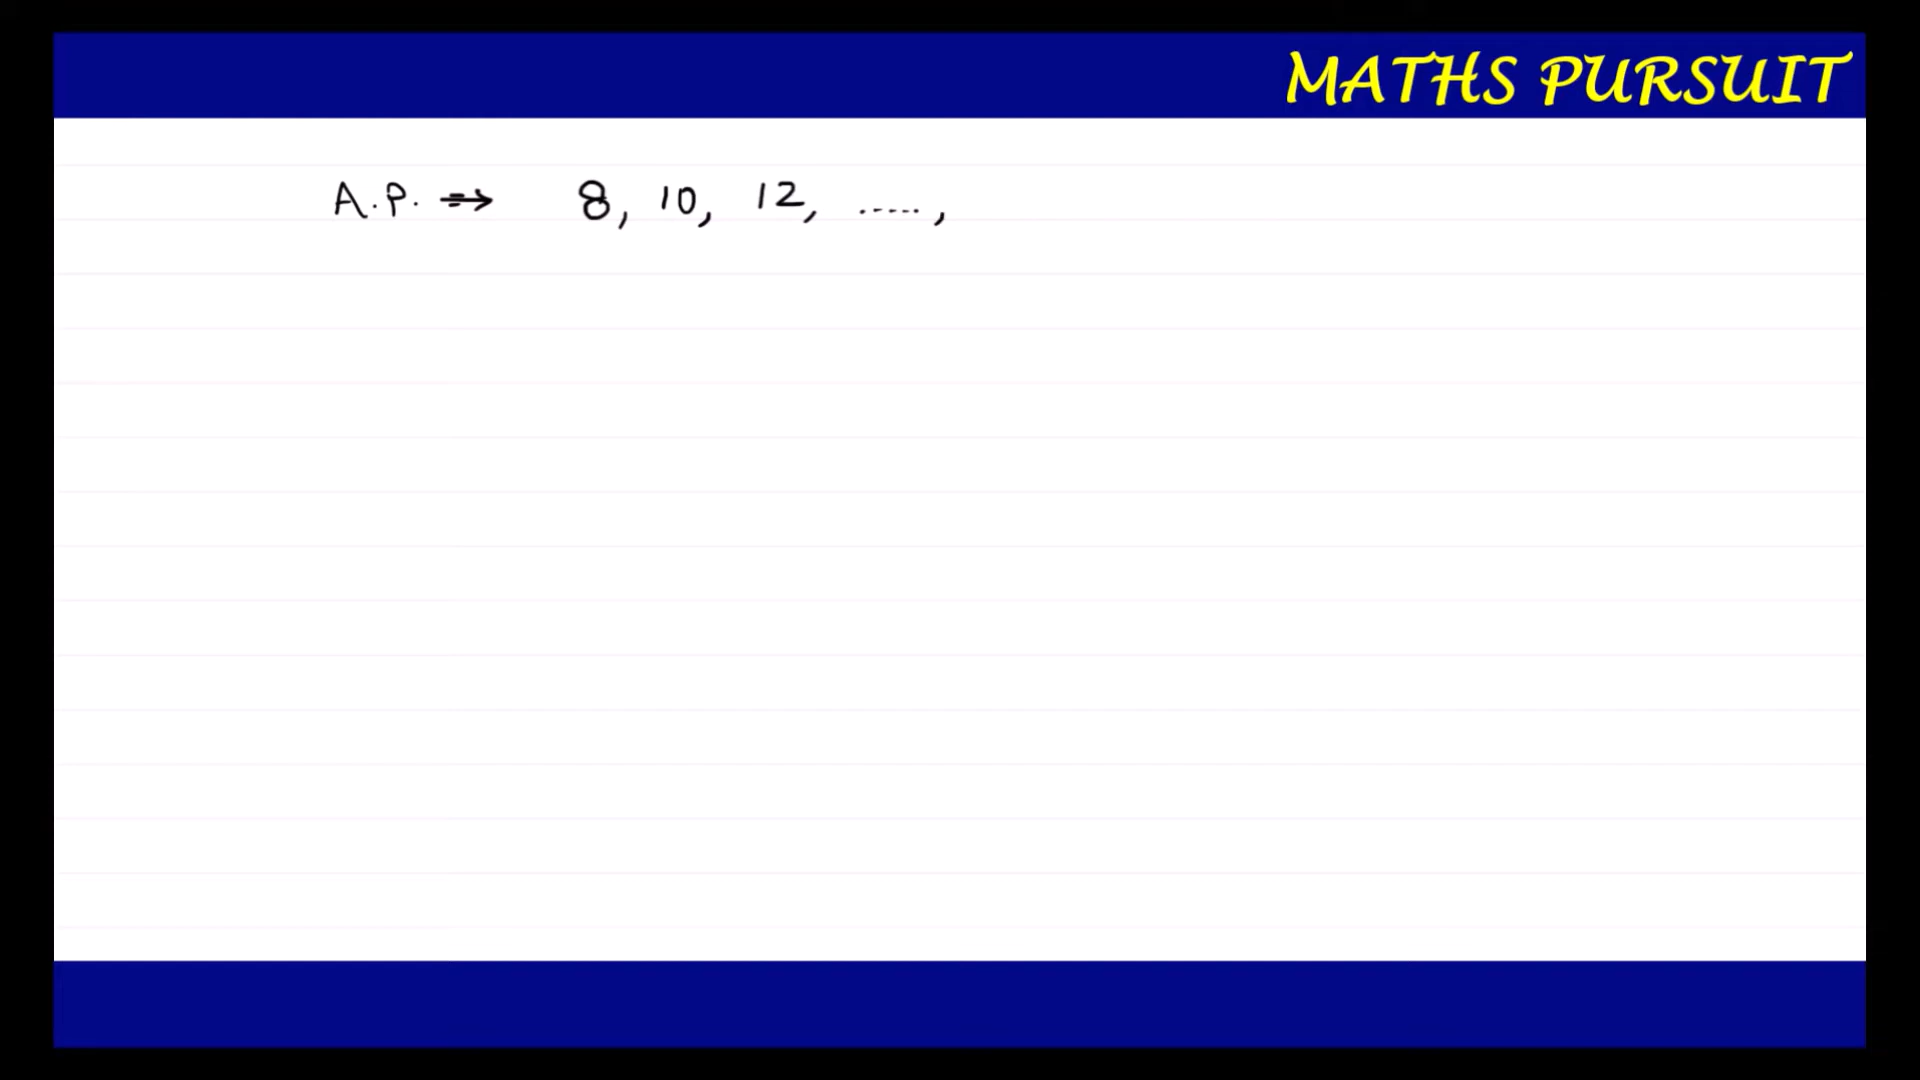 MATHS PURSUIT
A.P. ⇒ 8, 10, 12, ......,